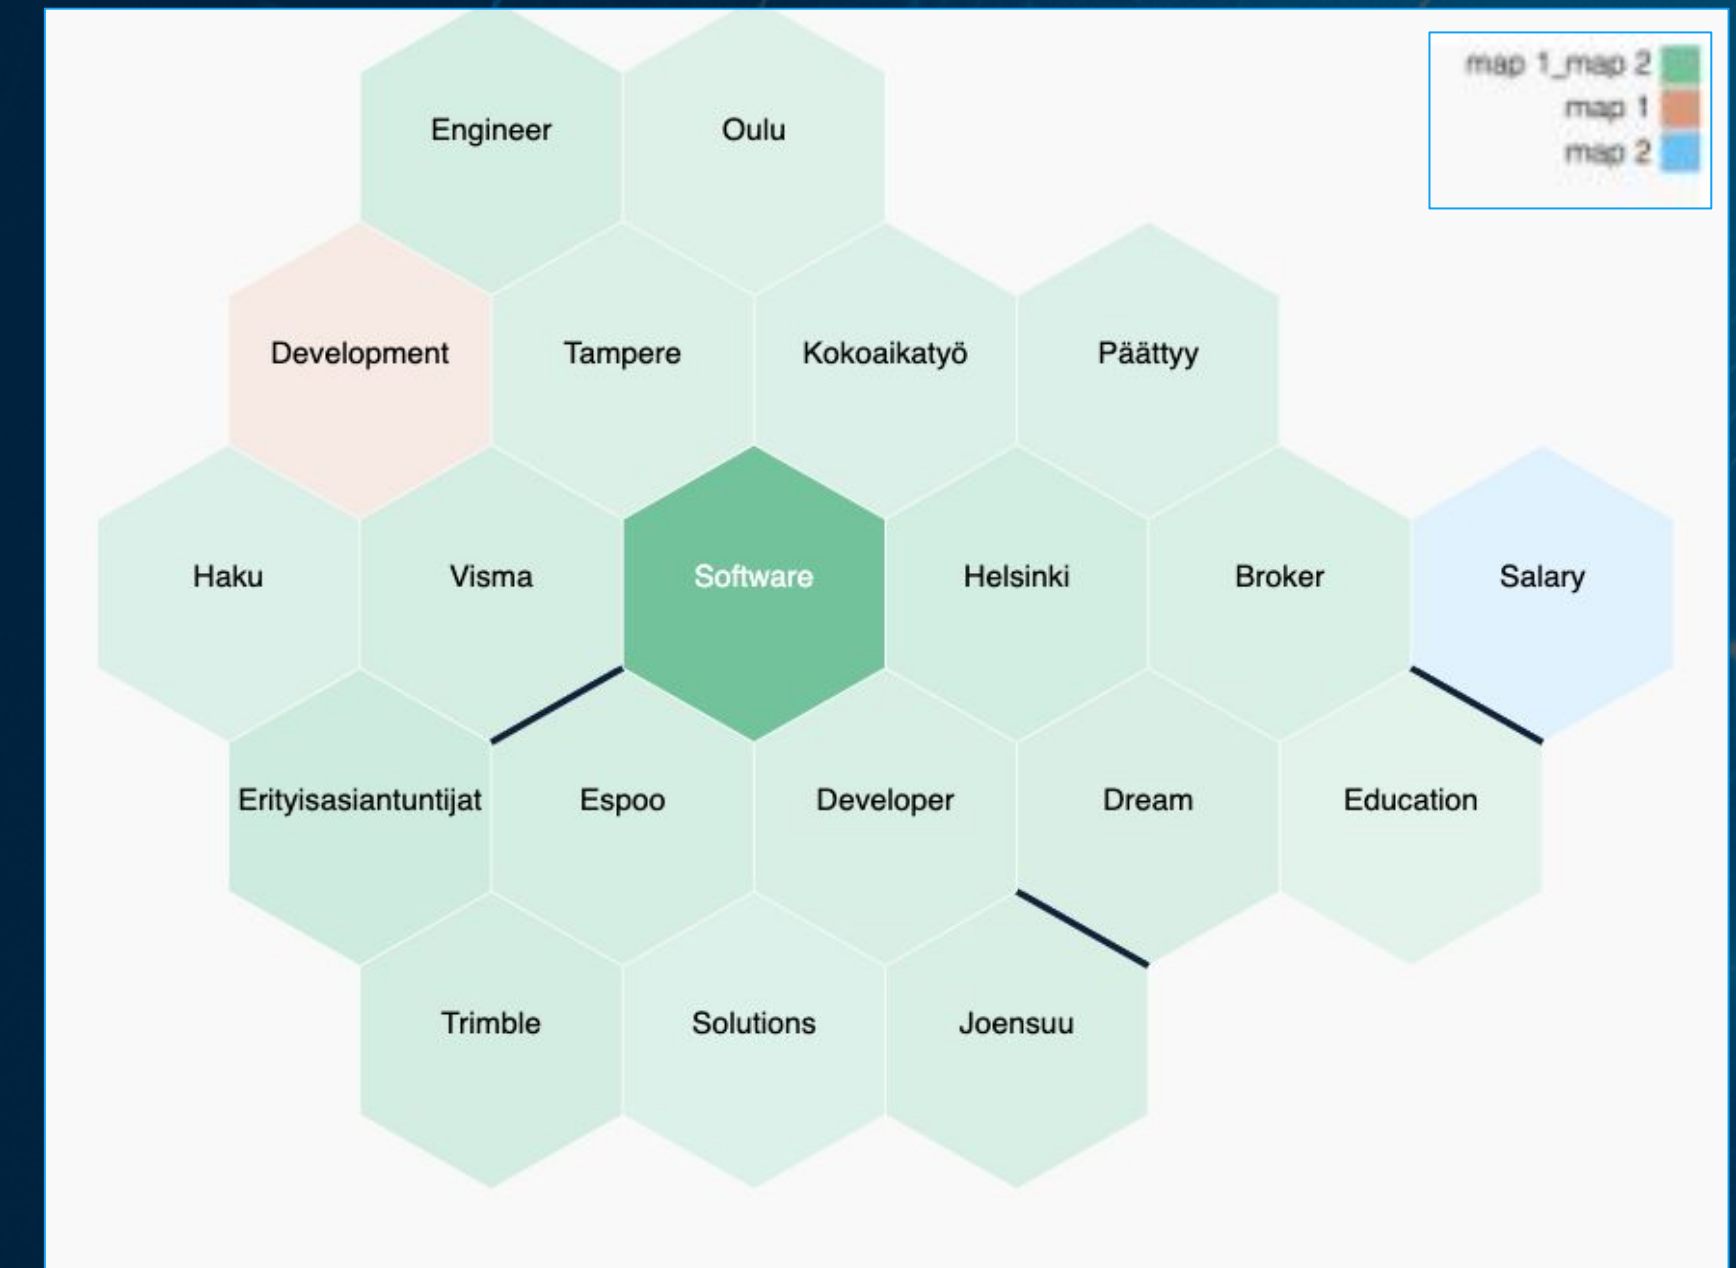 Engineer
Oulu
map 1_map 2
map 1
map 2
Development
Tampere
Kokoaikatyö
Päättyy
Haku
Visma
Software
Helsinki
Broker
Salary
Erityisasiantuntijat
Espoo
Developer
Dream
Education
Trimble
Solutions
Joensuu